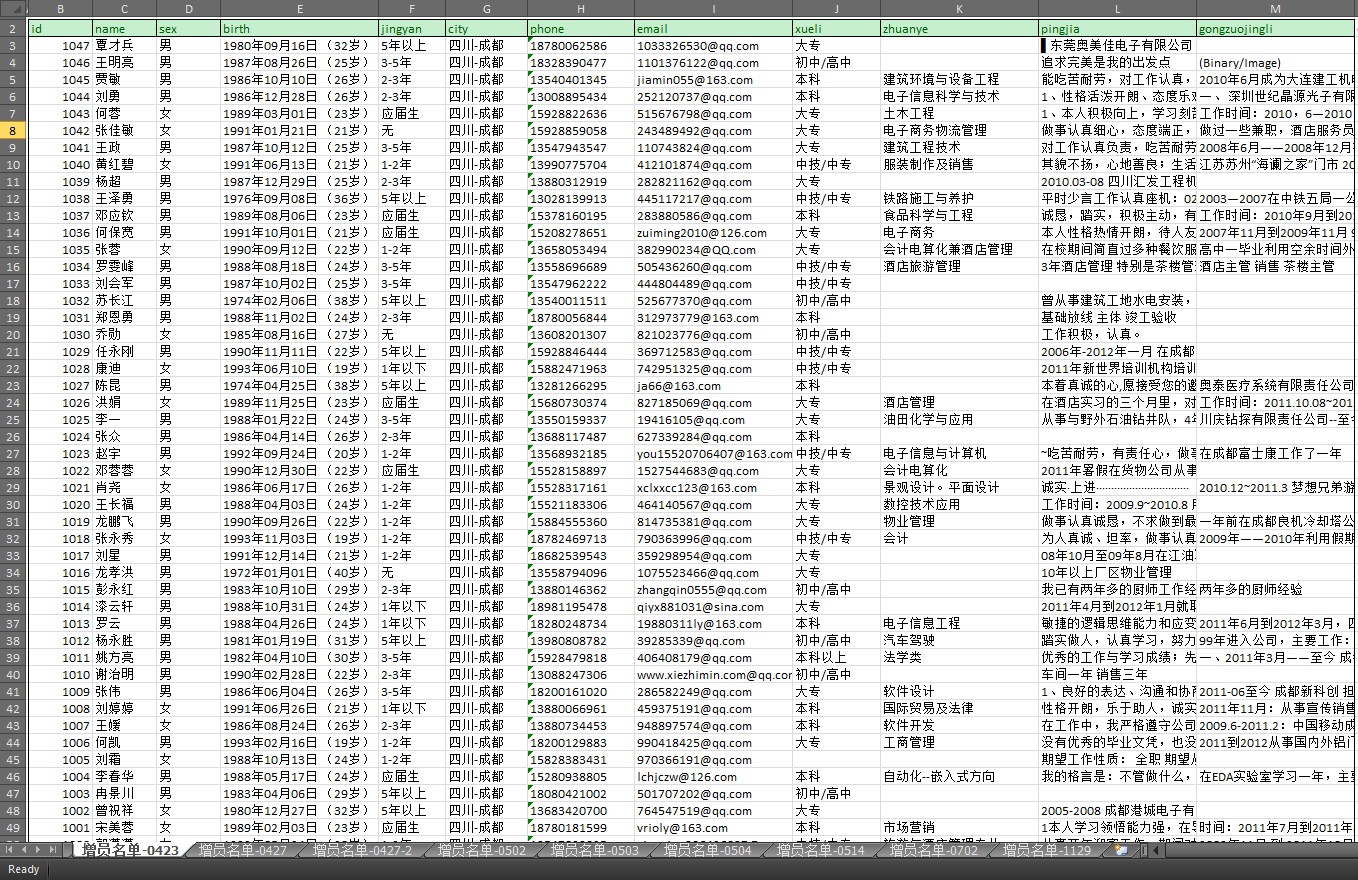 B C D E F G H I J K L M
2 id name sex birth jingyan city phone email xueli zhuanye pingjia gongzuojingli
3 1047 覃才兵 男 1980年09月16日 (32岁) 5年以上 四川-成都 18780062586 1033326530@qq.com 大专 东莞奥美佳电子有限公司
4 1046 王明亮 男 1987年08月26日 (25岁) 3-5年 四川-成都 18328390477 1101376122@qq.com 初中/高中 追求完美是我的出发点 (Binary/Image)
5 1045 贾敏 男 1986年10月10日 (26岁) 2-3年 四川-成都 13540401345 jiamin055@163.com 本科 建筑环境与设备工程 能吃苦耐劳，对工作认真， 2010年6月成为大连建工机
6 1044 刘勇 男 1986年12月28日 (26岁) 2-3年 四川-成都 13008895434 252120737@qq.com 本科 电子信息科学与技术 1、性格活泼开朗、态度乐 一、 深圳世纪晶源光子有限
7 1043 何蓉 女 1989年03月01日 (23岁) 应届生 四川-成都 15928822636 515676798@qq.com 大专 土木工程 1、本人积极向上，学习刻 工作时间：2010，6—2010
8 1042 张佳敏 女 1991年01月21日 (21岁) 无 四川-成都 15928859058 243489492@qq.com 大专 电子商务物流管理 做事认真细心，态度端正， 做过一些兼职，酒店服务员
9 1041 王政 男 1987年10月12日 (25岁) 3-5年 四川-成都 13547943547 110743824@qq.com 大专 建筑工程技术 对工作认真负责，吃苦耐劳 2008年6月——2008年12月
10 1040 黄红碧 女 1991年06月13日 (21岁) 1-2年 四川-成都 13990775704 412101874@qq.com 中技/中专 服装制作及销售 其貌不扬，心地善良；生活 江苏苏州“海澜之家”门市 20
11 1039 杨超 男 1987年12月29日 (25岁) 2-3年 四川-成都 13880312919 282821162@qq.com 大专 2010.03-08 四川汇发工程机
12 1038 王泽勇 男 1976年09月08日 (36岁) 5年以上 四川-成都 13028139913 445117217@qq.com 中技/中专 铁路施工与养护 平时少言工作认真座机：02 2003—2007在中铁五局一公
13 1037 邓应钦 男 1989年08月06日 (23岁) 应届生 四川-成都 15378160195 283880586@qq.com 本科 食品科学与工程 诚恳，踏实，积极主动，有 工作时间：2010年9月到20
14 1036 何保宽 男 1991年10月01日 (21岁) 应届生 四川-成都 15208278651 zuiming2010@126.com 大专 电子商务 本人性格热情开朗，待人友 2007年11月到2009年11月 9
15 1035 张蓉 女 1990年09月12日 (22岁) 1-2年 四川-成都 13658053494 382990234@QQ.com 大专 会计电算化兼酒店管理 在校期间简直过多种餐饮服 高中一毕业利用空余时间外
16 1034 罗雯峰 男 1988年08月18日 (24岁) 3-5年 四川-成都 13558696689 505436260@qq.com 中技/中专 酒店旅游管理 3年酒店管理 特别是茶楼管 酒店主管 销售 茶楼主管
17 1033 刘会军 男 1987年10月02日 (25岁) 3-5年 四川-成都 13547962222 444804489@qq.com 中技/中专
18 1032 苏长江 男 1974年02月06日 (38岁) 5年以上 四川-成都 13540011511 525677370@qq.com 初中/高中 曾从事建筑工地水电安装，
19 1031 郑恩勇 男 1988年11月02日 (24岁) 2-3年 四川-成都 18780056844 312973779@163.com 本科 基础放线 主体 竣工验收
20 1030 乔勋 女 1985年08月16日 (27岁) 无 四川-成都 13608201307 821023776@qq.com 初中/高中 工作积极，认真。
21 1029 任永刚 男 1990年11月11日 (22岁) 5年以上 四川-成都 15928846444 369712583@qq.com 中技/中专 2006年-2012年一月 在成都
22 1028 康迪 女 1993年06月10日 (19岁) 1-2年 四川-成都 15882471963 742951325@qq.com 中技/中专 2011年新世界培训机构培训
23 1027 陈昆 男 1974年04月25日 (38岁) 5年以上 四川-成都 13281266295 ja66@163.com 本科 本着真诚的心,愿接受您的邀 奥泰医疗系统有限责任公司
24 1026 洪娟 女 1989年11月25日 (23岁) 应届生 四川-成都 15680730374 827185069@qq.com 大专 酒店管理 在酒店实习的三个月里，对 工作时间：2011.10.08~201
25 1025 李一 男 1988年01月22日 (24岁) 3-5年 四川-成都 13550159337 19416105@qq.com 大专 油田化学与应用 从事与野外石油钻井队，4年 川庆钻探有限责任公司--至今
26 1024 张众 男 1986年04月14日 (26岁) 2-3年 四川-成都 13688117487 627339284@qq.com 本科
27 1023 赵宇 男 1992年09月24日 (20岁) 1-2年 四川-成都 13568932185 you15520706407@163.com 中技/中专 电子信息与计算机 ~吃苦耐劳，有责任心，做事 在成都富士康工作了一年
28 1022 邓蓉蓉 女 1990年12月30日 (22岁) 应届生 四川-成都 15528158897 1527544683@qq.com 大专 会计电算化 2011年暑假在货物公司从事
29 1021 肖尧 女 1986年06月26日 (26岁) 1-2年 四川-成都 15528317161 xclxxcc123@163.com 本科 景观设计。平面设计 诚实·上进 2010.12~2011.3 梦想兄弟游
30 1020 王长福 男 1988年04月03日 (24岁) 1-2年 四川-成都 15521183306 464140567@qq.com 大专 数控技术应用 工作时间：2009.9~2010.8
31 1019 龙鹏飞 男 1990年09月26日 (22岁) 1-2年 四川-成都 15884555360 814735381@qq.com 大专 物业管理 做事认真诚恳，不求做到最 一年前在成都良机冷却塔公
32 1018 张永秀 女 1993年11月03日 (19岁) 1-2年 四川-成都 18782469713 790363996@qq.com 中技/中专 会计 为人真诚、坦率，做事认真 2009年——2010年利用假期
33 1017 刘星 男 1991年12月14日 (21岁) 1-2年 四川-成都 18682539543 359298954@qq.com 大专 08年10月至09年8月在江油
34 1016 龙孝洪 男 1972年01月01日 (40岁) 无 四川-成都 13558794096 1075523466@qq.com 大专 10年以上厂区物业管理
35 1015 彭永红 男 1983年10月10日 (29岁) 2-3年 四川-成都 13880146362 zhangqin0555@qq.com 初中/高中 我已有两年多的厨师工作经 两年多的厨师经验
36 1014 漆云轩 男 1988年10月31日 (24岁) 1年以下 四川-成都 18981195478 qiyx881031@sina.com 大专 2011年4月到2012年1月就
37 1013 罗云 男 1988年04月26日 (24岁) 1年以下 四川-成都 18280248734 19880311ly@163.com 本科 电子信息工程 敏捷的逻辑思维能力和应变 2011年6月到2012年3月，
38 1012 杨永胜 男 1981年01月19日 (31岁) 5年以上 四川-成都 13980808782 39285339@qq.com 初中/高中 汽车驾驶 踏实做人，认真学习，努力 99年进入公司，主要工作：
39 1011 姚方亮 男 1982年04月10日 (30岁) 3-5年 四川-成都 15928479818 406408179@qq.com 本科以上 法学类 优秀的工作与学习成绩；先 一、2011年3月——至今 成
40 1010 谢治明 男 1990年02月28日 (22岁) 2-3年 四川-成都 13088247306 www.xiezhimin.com@qq.cor 初中/高中 车间一年 销售三年
41 1009 张伟 男 1986年06月04日 (26岁) 3-5年 四川-成都 18200161020 286582249@qq.com 大专 软件设计 1、良好的表达、沟通和协 2011-06至今 成都新科创 担
42 1008 刘婷婷 女 1991年06月26日 (21岁) 1年以下 四川-成都 13880066961 459375191@qq.com 本科 国际贸易及法律 性格开朗，乐于助人，诚实 2011年11月：从事宣传销售
43 1007 王媛 女 1986年08月24日 (26岁) 2-3年 四川-成都 13880734453 948897574@qq.com 本科 软件开发 在工作中，我严格遵守公司 2009.6-2011.2：中国移动成
44 1006 何凯 男 1993年02月16日 (19岁) 1-2年 四川-成都 18200129883 990418425@qq.com 大专 工商管理 没有优秀的毕业文凭，也没 2011到2012从事国内外铝门
45 1005 刘霜 女 1988年10月13日 (24岁) 1-2年 四川-成都 15828383431 970366191@qq.com 期望工作性质： 全职 期望
46 1004 李春华 男 1988年05月17日 (24岁) 应届生 四川-成都 15280938805 lchjczw@126.com 本科 自动化--嵌入式方向 我的格言是：不管做什么， 在EDA实验室学习一年，主
47 1003 冉景川 男 1983年04月06日 (29岁) 5年以上 四川-成都 18080421002 501707202@qq.com 初中/高中
48 1002 曾祝祥 女 1980年12月27日 (32岁) 5年以上 四川-成都 13683420700 764547519@qq.com 大专 2005-2008 成都港城电子有
49 1001 宋美蓉 女 1989年02月03日 (23岁) 应届生 四川-成都 18780181599 vrioly@163.com 本科 市场营销 1本人学习领悟能力强，在 时间：2011年7月到2011年
增员名单-0423 增员名单-0427 增员名单-0427-2 增员名单-0502 增员名单-0503 增员名单-0504 增员名单-0514 增员名单-0702 增员名单-1129
Ready